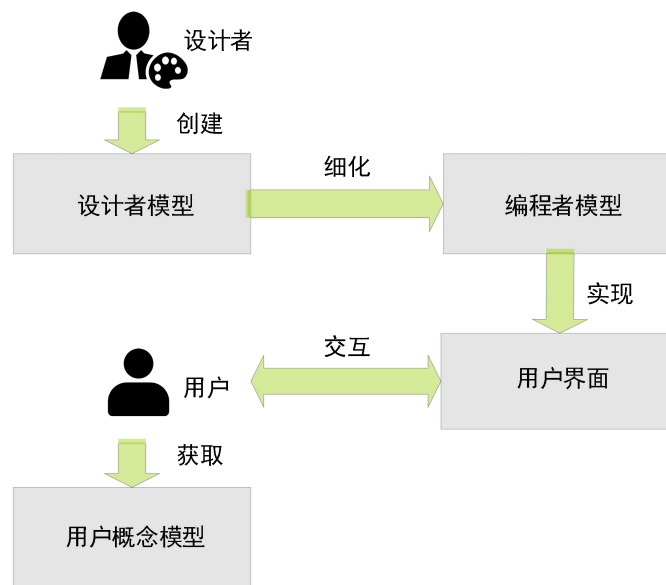 设计者
创建
设计者模型
细化
编程者模型
实现
交互
用户
用户界面
获取
用户概念模型